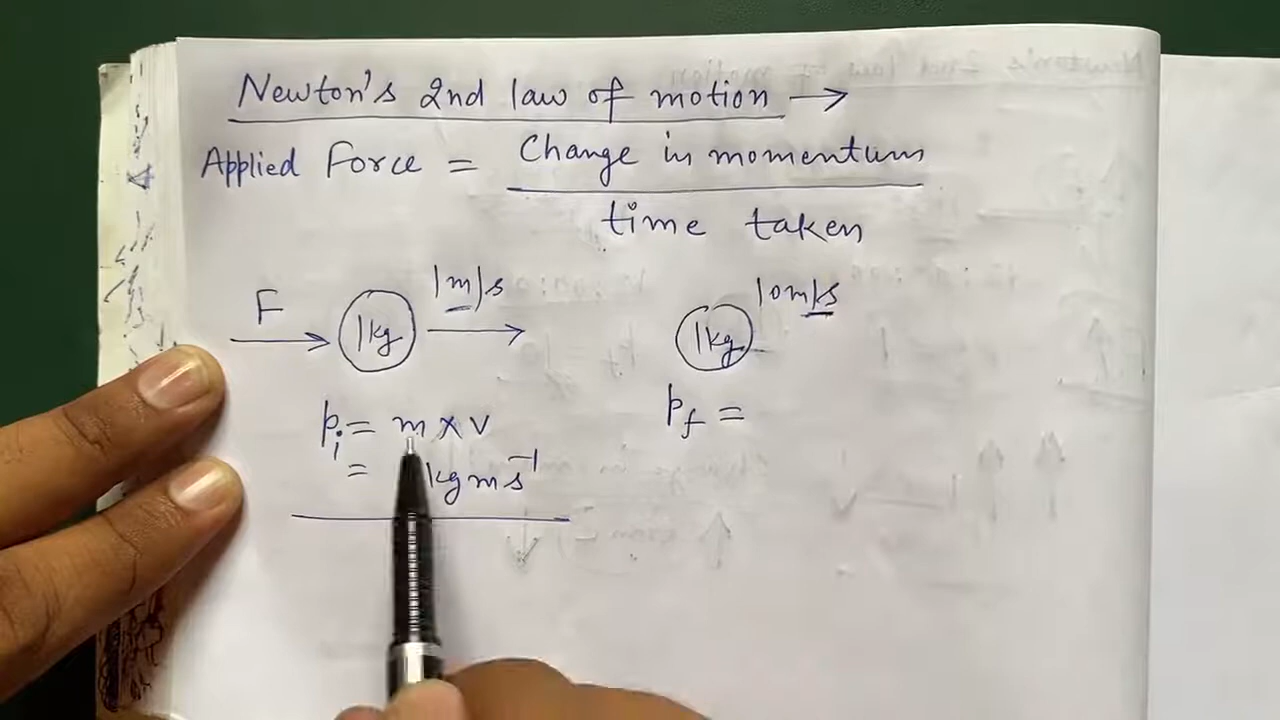 Newton's 2nd law of motion →
Applied Force = Change in momentum
time taken
F 1kg 1m/s
1kg 10m/s
pi = m x v
= kg m s⁻¹
pf =